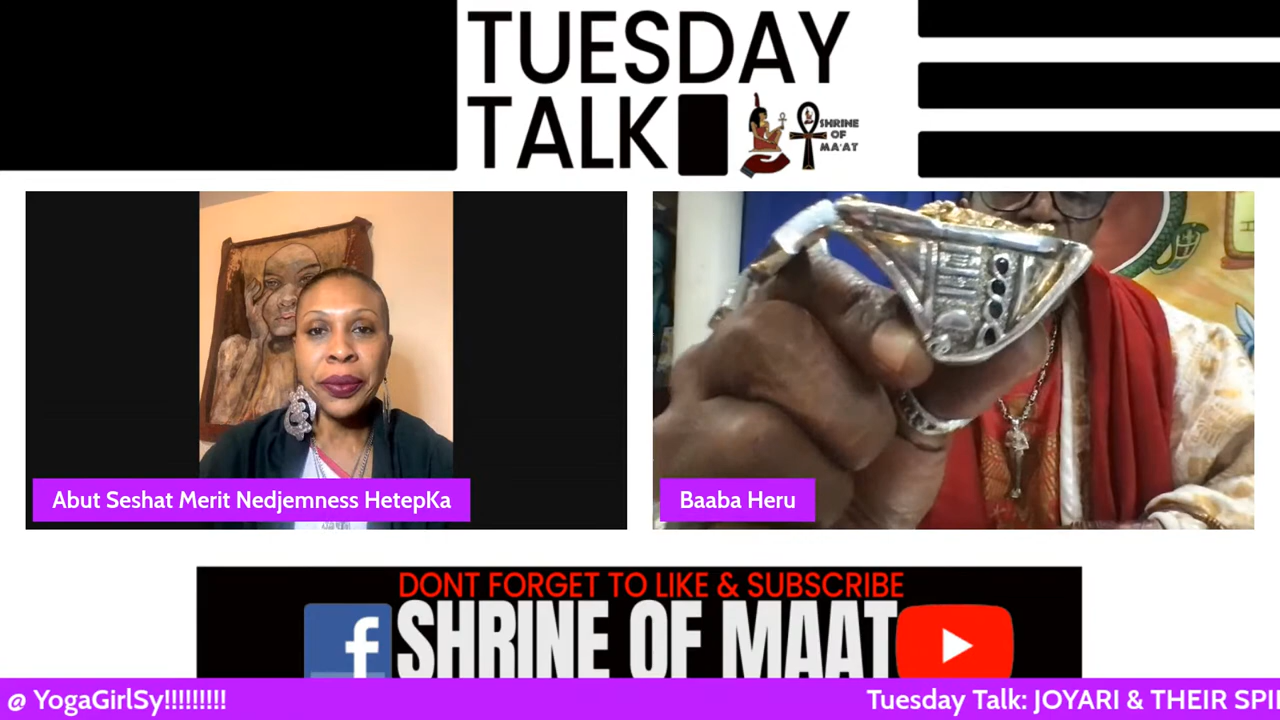 TUESDAY
TALK
SHRINE
OF
MA'AT
Abut Seshat Merit Nedjemness HetepKa
Baaba Heru
DONT FORGET TO LIKE & SUBSCRIBE
f
SHRINE OF MAAT
@ YogaGirlSy!!!!!!!!! Tuesday Talk: JOYARI & THEIR SPI